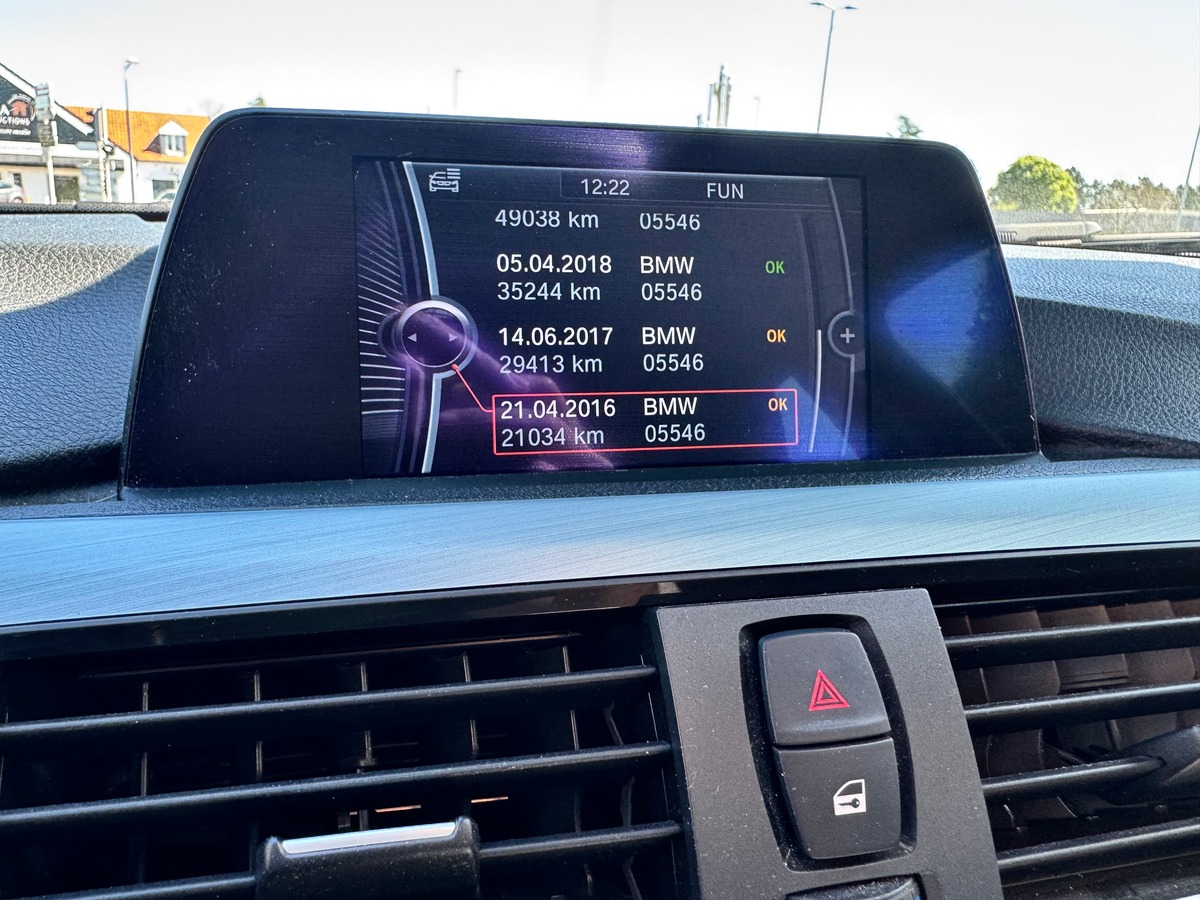 12:22 FUN
49038 km 05546
05.04.2018 BMW OK
35244 km 05546
14.06.2017 BMW OK
29413 km 05546
21.04.2016 BMW OK
21034 km 05546